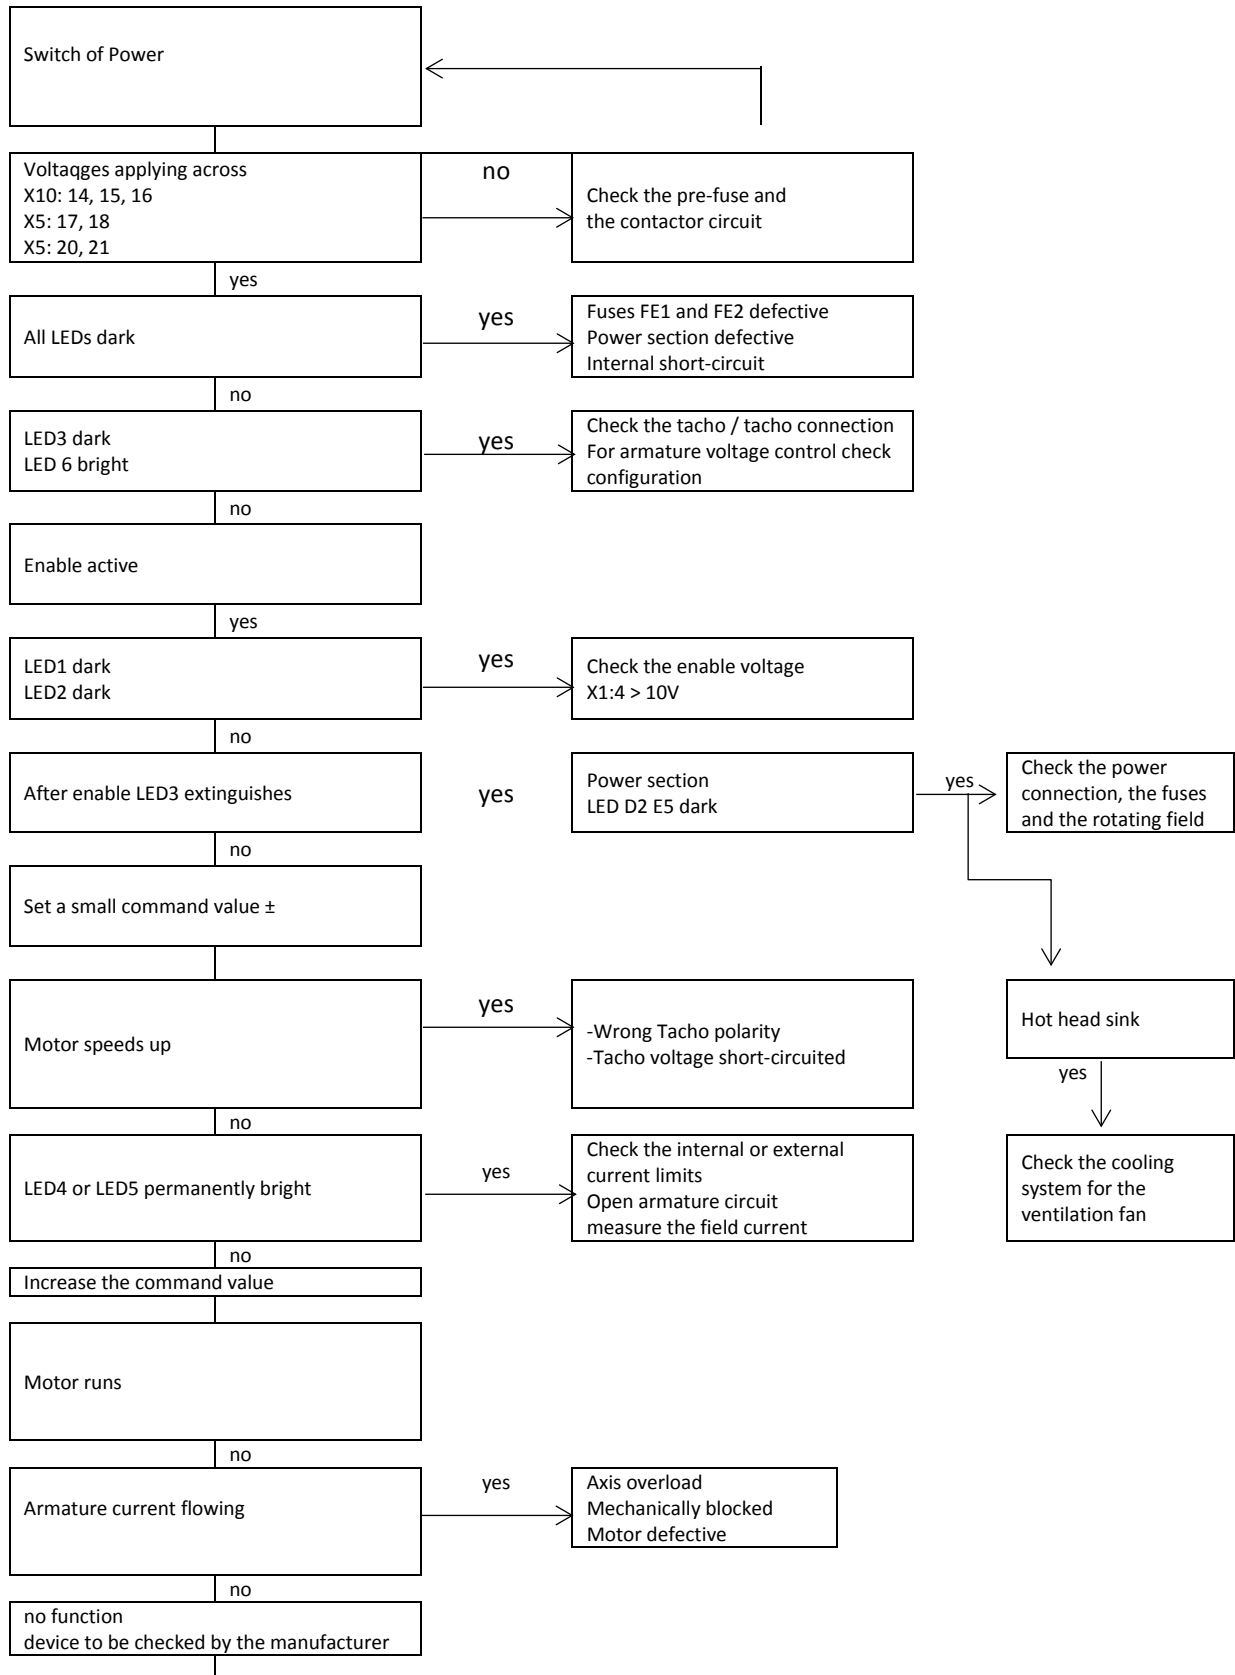 Switch of Power
Voltaqges applying across
X10: 14, 15, 16
X5: 17, 18
X5: 20, 21
no
Check the pre-fuse and
the contactor circuit
yes
All LEDs dark
yes
Fuses FE1 and FE2 defective
Power section defective
Internal short-circuit
no
LED3 dark
LED 6 bright
yes
Check the tacho / tacho connection
For armature voltage control check
configuration
no
Enable active
yes
LED1 dark
LED2 dark
yes
Check the enable voltage
X1:4 > 10V
no
After enable LED3 extinguishes
yes
Power section
LED D2 E5 dark
yes
Check the power
connection, the fuses
and the rotating field
no
Set a small command value ±
Motor speeds up
yes
-Wrong Tacho polarity
-Tacho voltage short-circuited
Hot head sink
yes
no
LED4 or LED5 permanently bright
yes
Check the internal or external
current limits
Open armature circuit
measure the field current
Check the cooling
system for the
ventilation fan
no
Increase the command value
Motor runs
no
Armature current flowing
yes
Axis overload
Mechanically blocked
Motor defective
no
no function
device to be checked by the manufacturer